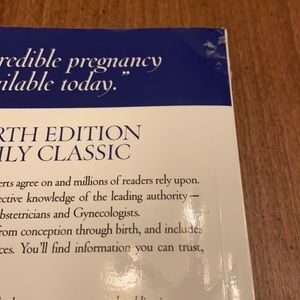 redible pregnancy
ailable today."
RTH EDITION
ILY CLASSIC
erts agree on and millions of readers rely upon.
ective knowledge of the leading authority—
bstetricians and Gynecologists.
rom conception through birth, and includes
ces. You'll find information you can trust,